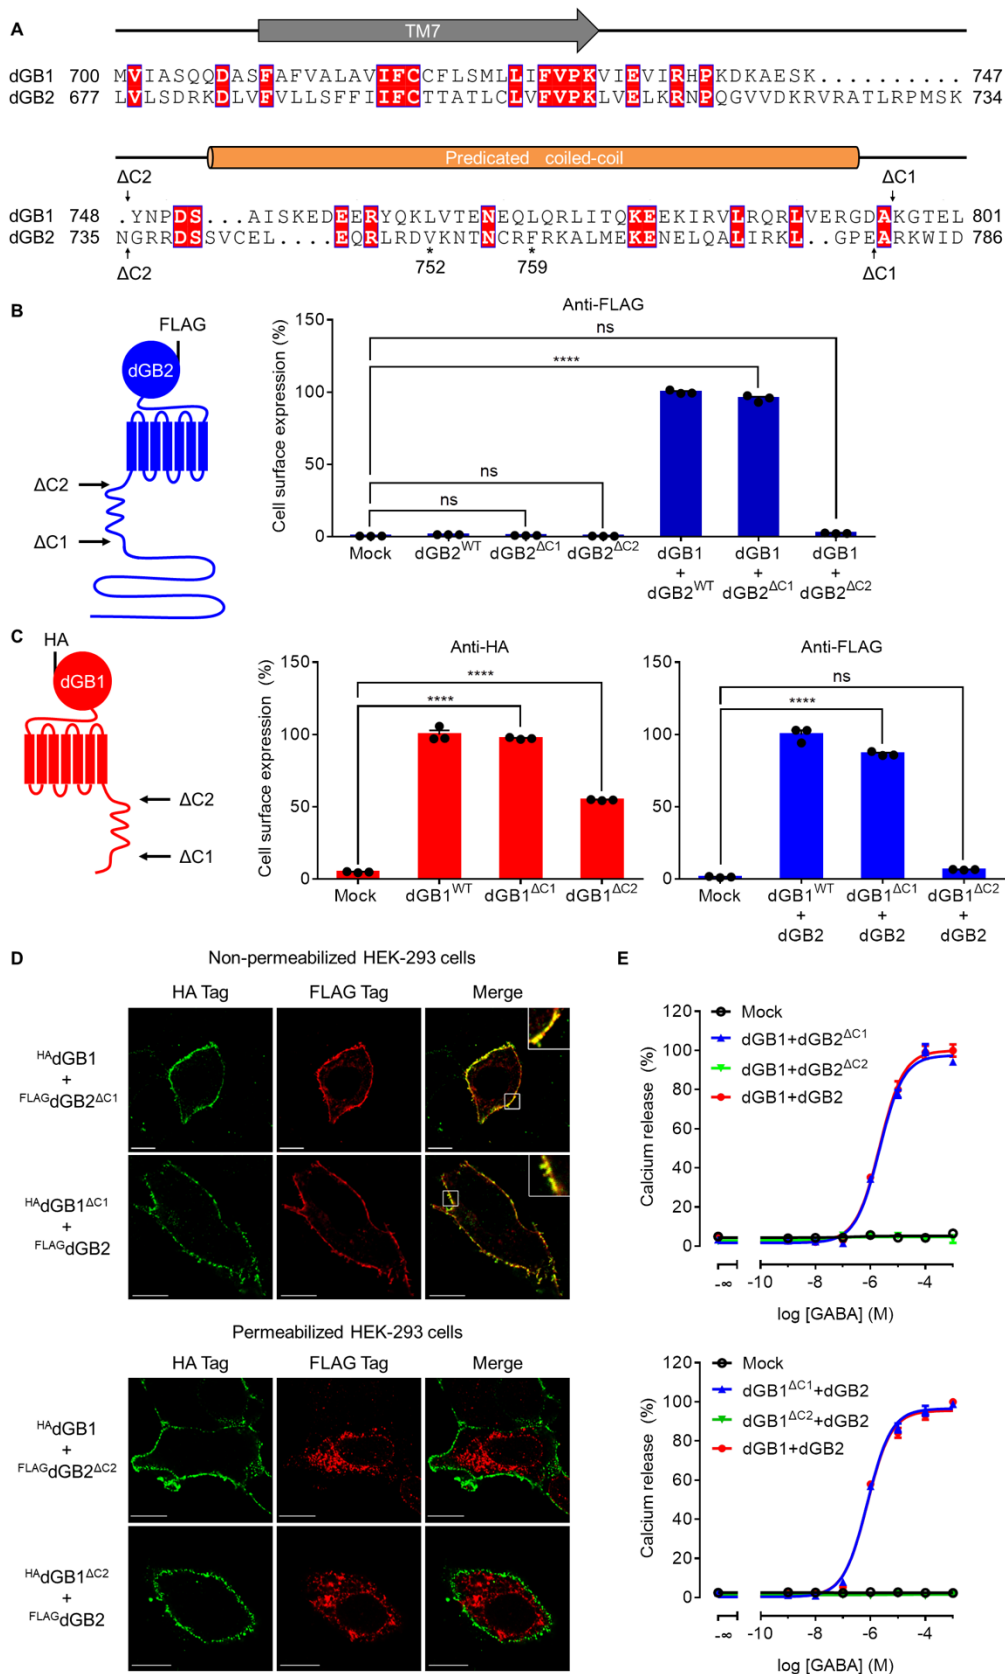 A
TM7
dGB1 700 MVIASQQDASFAFVALAVIFCCFLSMLLIFVPKVIEVIRHPKDKAESK.......... 747
dGB2 677 LVLSDRKDLVFVLLSFFIIFCTTATLCLVFVPKLVELKRNPQGVVDKRVRATLRPMSK 734
Predicated coiled-coil
ΔC2 ΔC1
dGB1 748 .YNPDS...AISKEDEERYQKLVTENEQLQRLITQKEEKIRVLRQRLVERGDAKGTEL 801
dGB2 735 NGRRDSSVCEL....EQRLRDVKNTNCRFRKALMEKENELQALIRKL..GPEARKWID 786
ΔC2 * * ΔC1
752 759
B
FLAG
dGB2
ΔC2
ΔC1
Anti-FLAG
Cell surface expression (%)
150
100
50
0
ns
****
ns
ns
Mock dGB2WT dGB2ΔC1 dGB2ΔC2 dGB1 + dGB2WT dGB1 + dGB2ΔC1 dGB1 + dGB2ΔC2
C
HA
dGB1
ΔC2
ΔC1
Anti-HA
Cell surface expression (%)
150
100
50
0
****
****
Mock dGB1WT dGB1ΔC1 dGB1ΔC2
Anti-FLAG
150
100
50
0
ns
****
Mock dGB1WT + dGB2 dGB1ΔC1 + dGB2 dGB1ΔC2 + dGB2
D
Non-permeabilized HEK-293 cells
HA Tag FLAG Tag Merge
HAdGB1
+
FLAGdGB2ΔC1
HAdGB1ΔC1
+
FLAGdGB2
Permeabilized HEK-293 cells
HA Tag FLAG Tag Merge
HAdGB1
+
FLAGdGB2ΔC2
HAdGB1ΔC2
+
FLAGdGB2
E
Calcium release (%)
120
100
80
60
40
20
0
Mock
dGB1+dGB2ΔC1
dGB1+dGB2ΔC2
dGB1+dGB2
-∞ -10 -8 -6 -4
log [GABA] (M)
Calcium release (%)
120
100
80
60
40
20
0
Mock
dGB1ΔC1+dGB2
dGB1ΔC2+dGB2
dGB1+dGB2
-∞ -10 -8 -6 -4
log [GABA] (M)